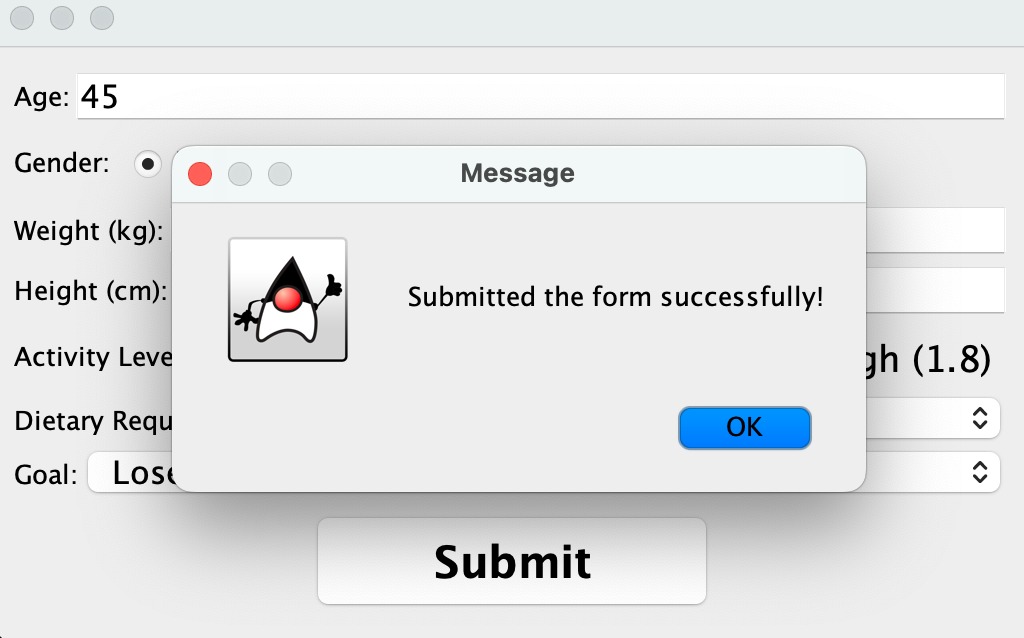 Age: 45
Gender:
Message
Weight (kg):
Height (cm):
Submitted the form successfully!
Activity Leve
gh (1.8)
Dietary Requ
OK
Goal: Lose
Submit